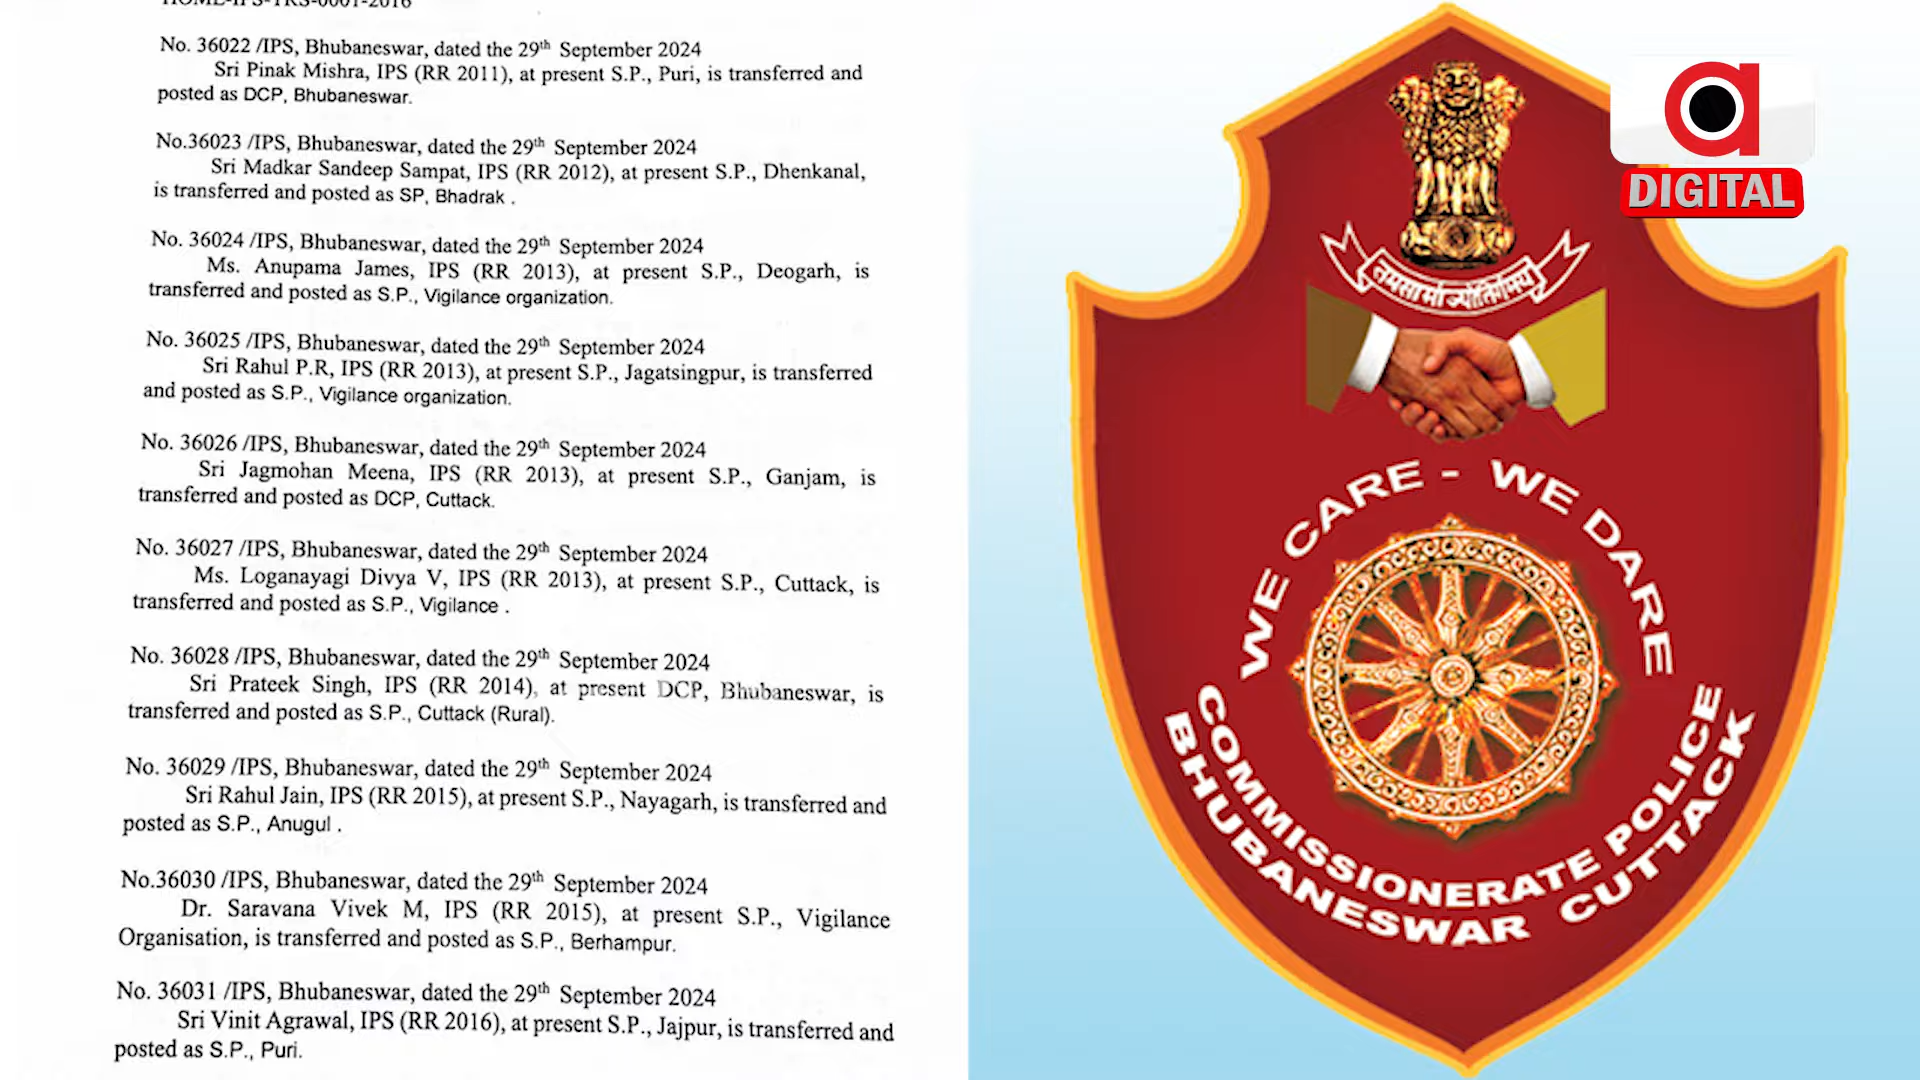 HOME-IPS-TRS-0001-2016
No. 36022 /IPS, Bhubaneswar, dated the 29th September 2024
Sri Pinak Mishra, IPS (RR 2011), at present S.P., Puri, is transferred and
posted as DCP, Bhubaneswar.
No.36023 /IPS, Bhubaneswar, dated the 29th September 2024
Sri Madkar Sandeep Sampat, IPS (RR 2012), at present S.P., Dhenkanal,
is transferred and posted as SP, Bhadrak .
No. 36024 /IPS, Bhubaneswar, dated the 29th September 2024
Ms. Anupama James, IPS (RR 2013), at present S.P., Deogarh, is
transferred and posted as S.P., Vigilance organization.
No. 36025 /IPS, Bhubaneswar, dated the 29th September 2024
Sri Rahul P.R, IPS (RR 2013), at present S.P., Jagatsingpur, is transferred
and posted as S.P., Vigilance organization.
No. 36026 /IPS, Bhubaneswar, dated the 29th September 2024
Sri Jagmohan Meena, IPS (RR 2013), at present S.P., Ganjam, is
transferred and posted as DCP, Cuttack.
No. 36027 /IPS, Bhubaneswar, dated the 29th September 2024
Ms. Loganayagi Divya V, IPS (RR 2013), at present S.P., Cuttack, is
transferred and posted as S.P., Vigilance .
No. 36028 /IPS, Bhubaneswar, dated the 29th September 2024
Sri Prateek Singh, IPS (RR 2014), at present DCP, Bhubaneswar, is
transferred and posted as S.P., Cuttack (Rural).
No. 36029 /IPS, Bhubaneswar, dated the 29th September 2024
Sri Rahul Jain, IPS (RR 2015), at present S.P., Nayagarh, is transferred and
posted as S.P., Anugul .
No.36030 /IPS, Bhubaneswar, dated the 29th September 2024
Dr. Saravana Vivek M, IPS (RR 2015), at present S.P., Vigilance
Organisation, is transferred and posted as S.P., Berhampur.
No. 36031 /IPS, Bhubaneswar, dated the 29th September 2024
Sri Vinit Agrawal, IPS (RR 2016), at present S.P., Jajpur, is transferred and
posted as S.P., Puri.
a
DIGITAL
तमसोर्मा ज्योतिर्गमय
WE CARE - WE DARE
COMMISSIONERATE POLICE
BHUBANESWAR CUTTACK